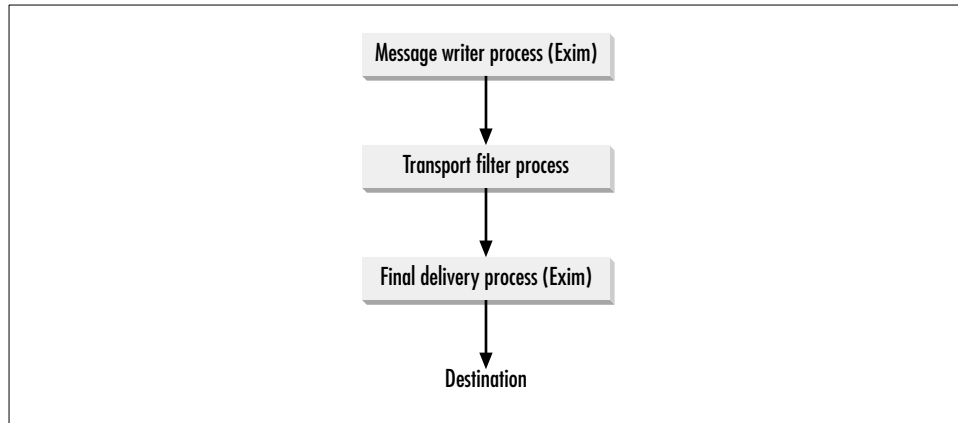 Message writer process (Exim)
Transport filter process
Final delivery process (Exim)
Destination